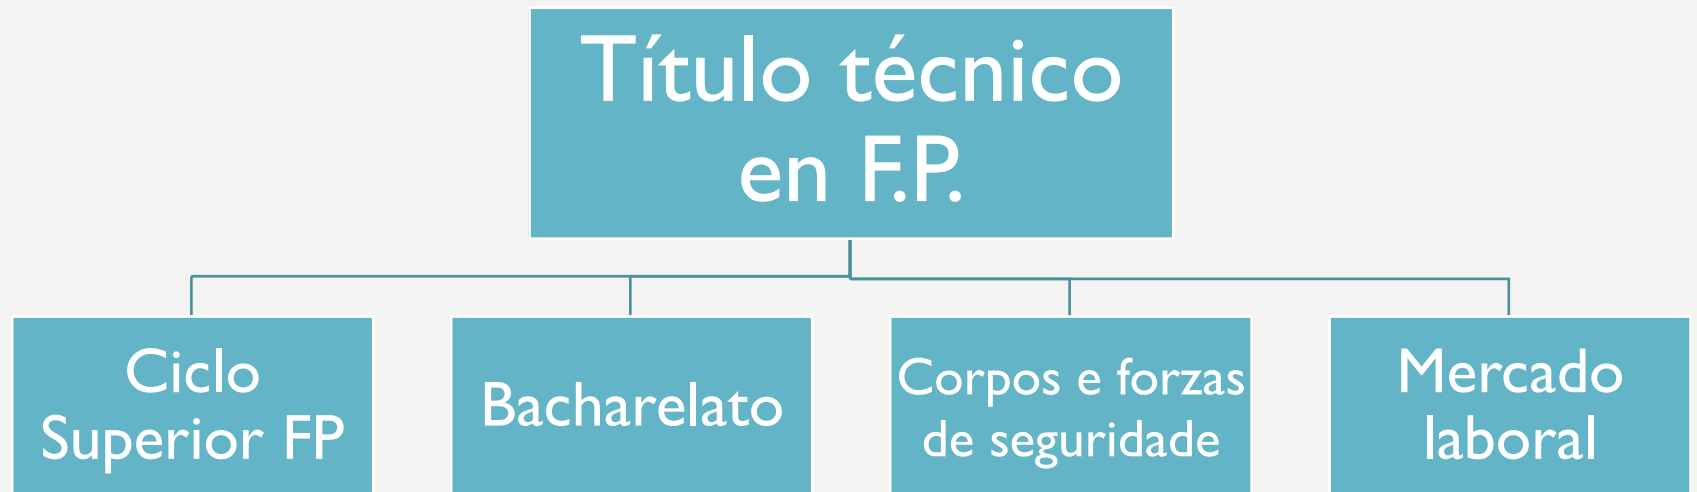 Título técnico
en F.P.
Ciclo
Superior FP
Bacharelato
Corpos e forzas
de seguridade
Mercado
laboral